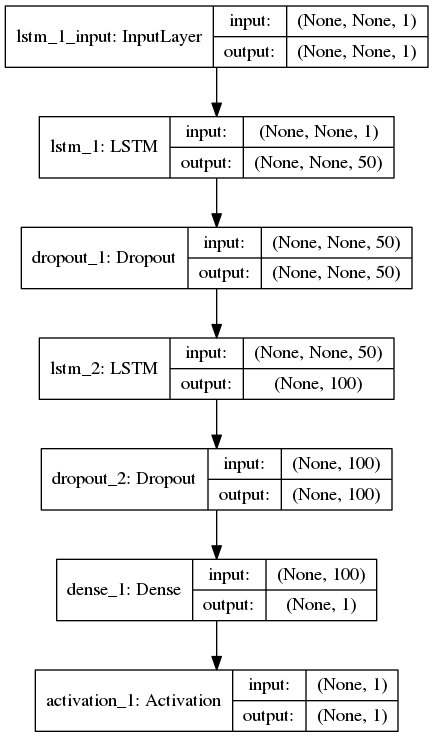 lstm_1_input: InputLayer input: (None, None, 1)
output: (None, None, 1)
lstm_1: LSTM input: (None, None, 1)
output: (None, None, 50)
dropout_1: Dropout input: (None, None, 50)
output: (None, None, 50)
lstm_2: LSTM input: (None, None, 50)
output: (None, 100)
dropout_2: Dropout input: (None, 100)
output: (None, 100)
dense_1: Dense input: (None, 100)
output: (None, 1)
activation_1: Activation input: (None, 1)
output: (None, 1)